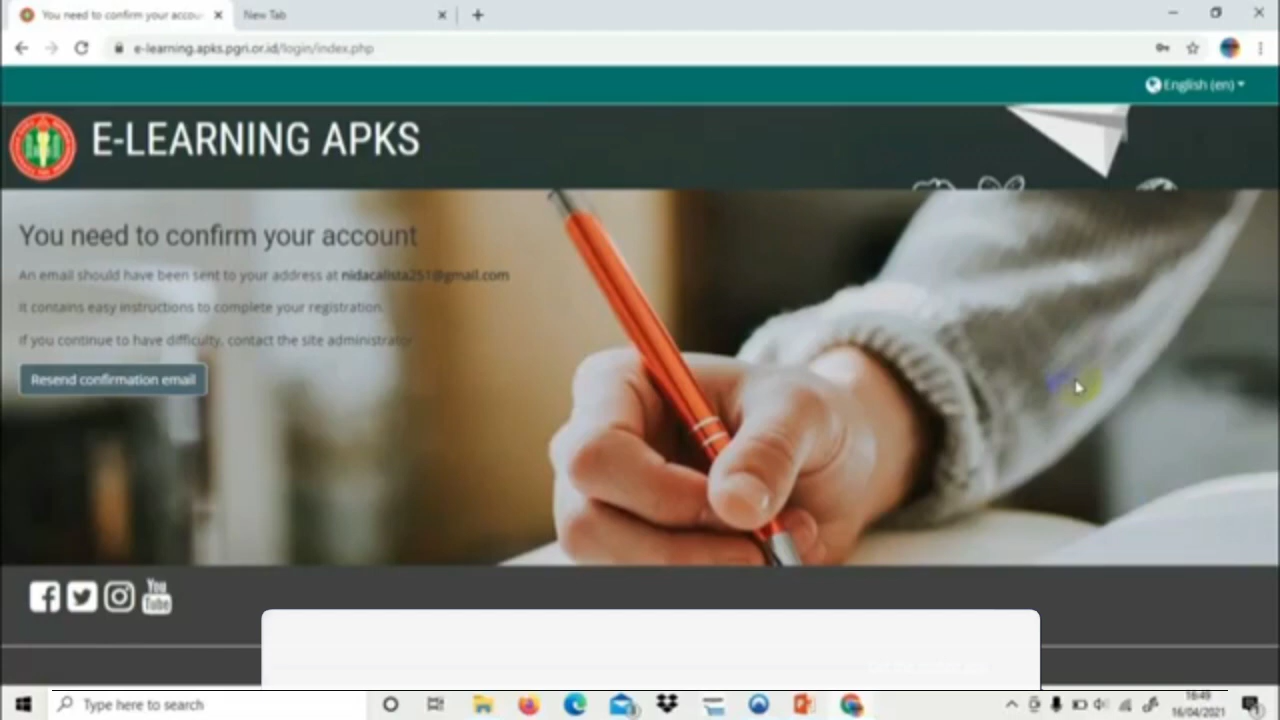 You need to confirm your accou
New Tab
e-learning.apks.pgri.or.id/login/index.php
English (en)
E-LEARNING APKS
You need to confirm your account
An email should have been sent to your address at nidacalista251@gmail.com
It contains easy instructions to complete your registration.
If you continue to have difficulty, contact the site administrator
Resend confirmation email
You
Tube
Type here to search
16:49
16/04/2021